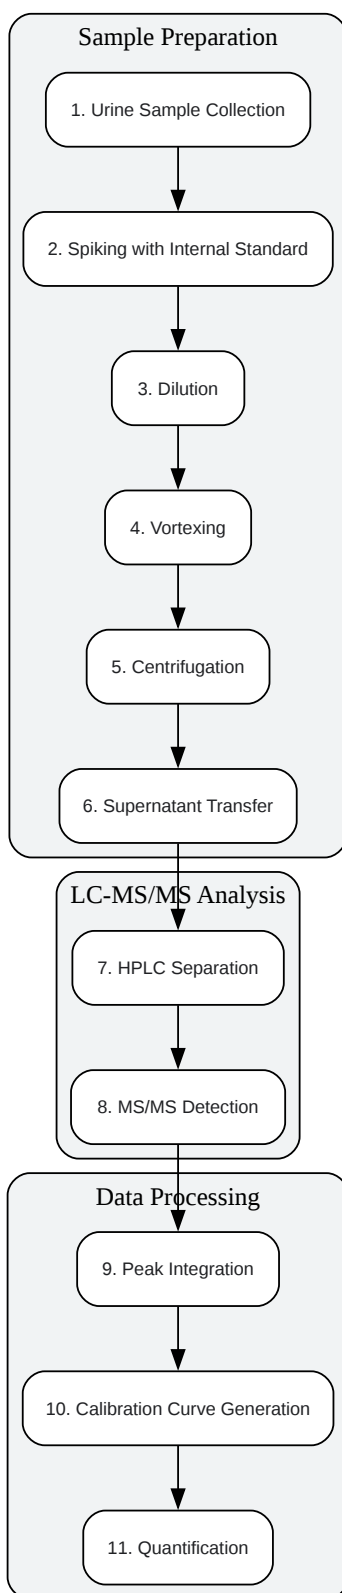 Sample Preparation
1. Urine Sample Collection
2. Spiking with Internal Standard
3. Dilution
4. Vortexing
5. Centrifugation
6. Supernatant Transfer
LC-MS/MS Analysis
7. HPLC Separation
8. MS/MS Detection
Data Processing
9. Peak Integration
10. Calibration Curve Generation
11. Quantification